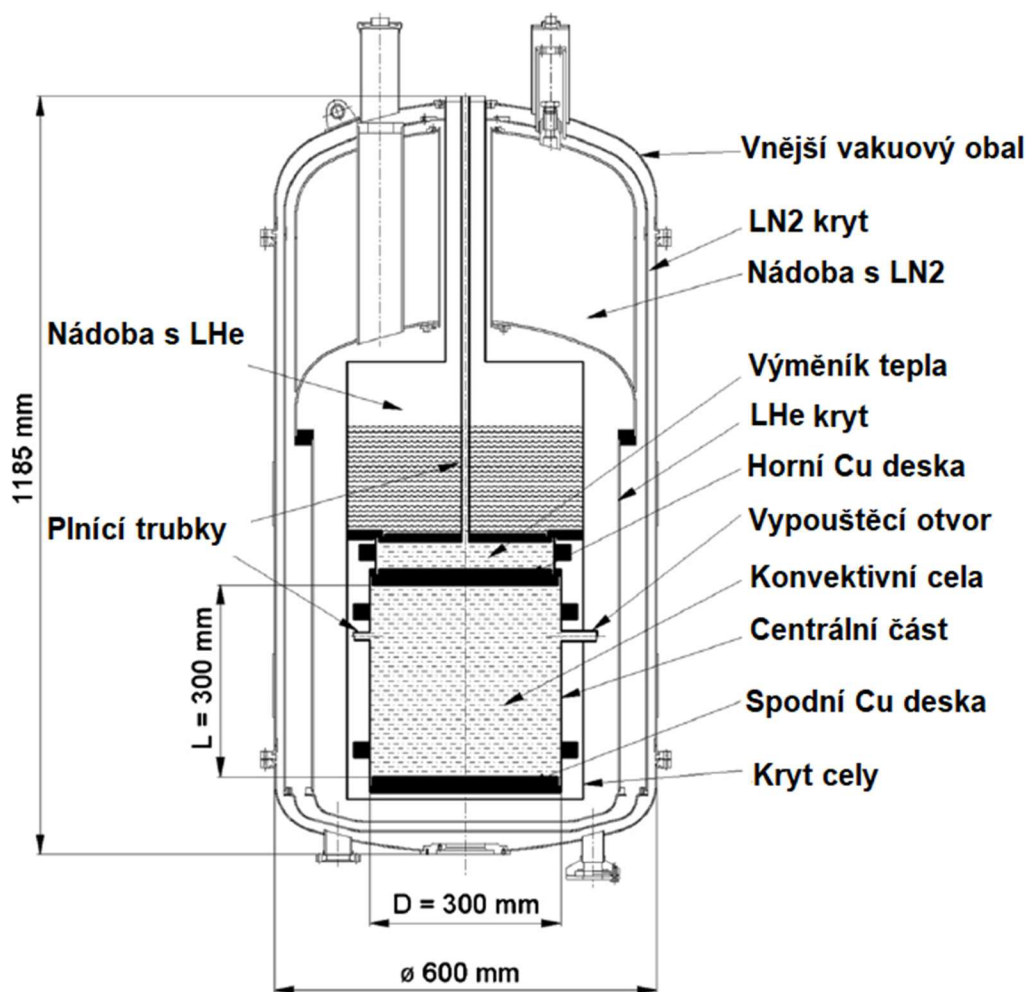 Vnější vakuový obal
LN2 kryt
Nádoba s LN2
Nádoba s LHe
Výměník tepla
LHe kryt
Horní Cu deska
Plnící trubky
Vypouštěcí otvor
Konvektivní cela
Centrální část
Spodní Cu deska
Kryt cely
1185 mm
L = 300 mm
D = 300 mm
ø 600 mm